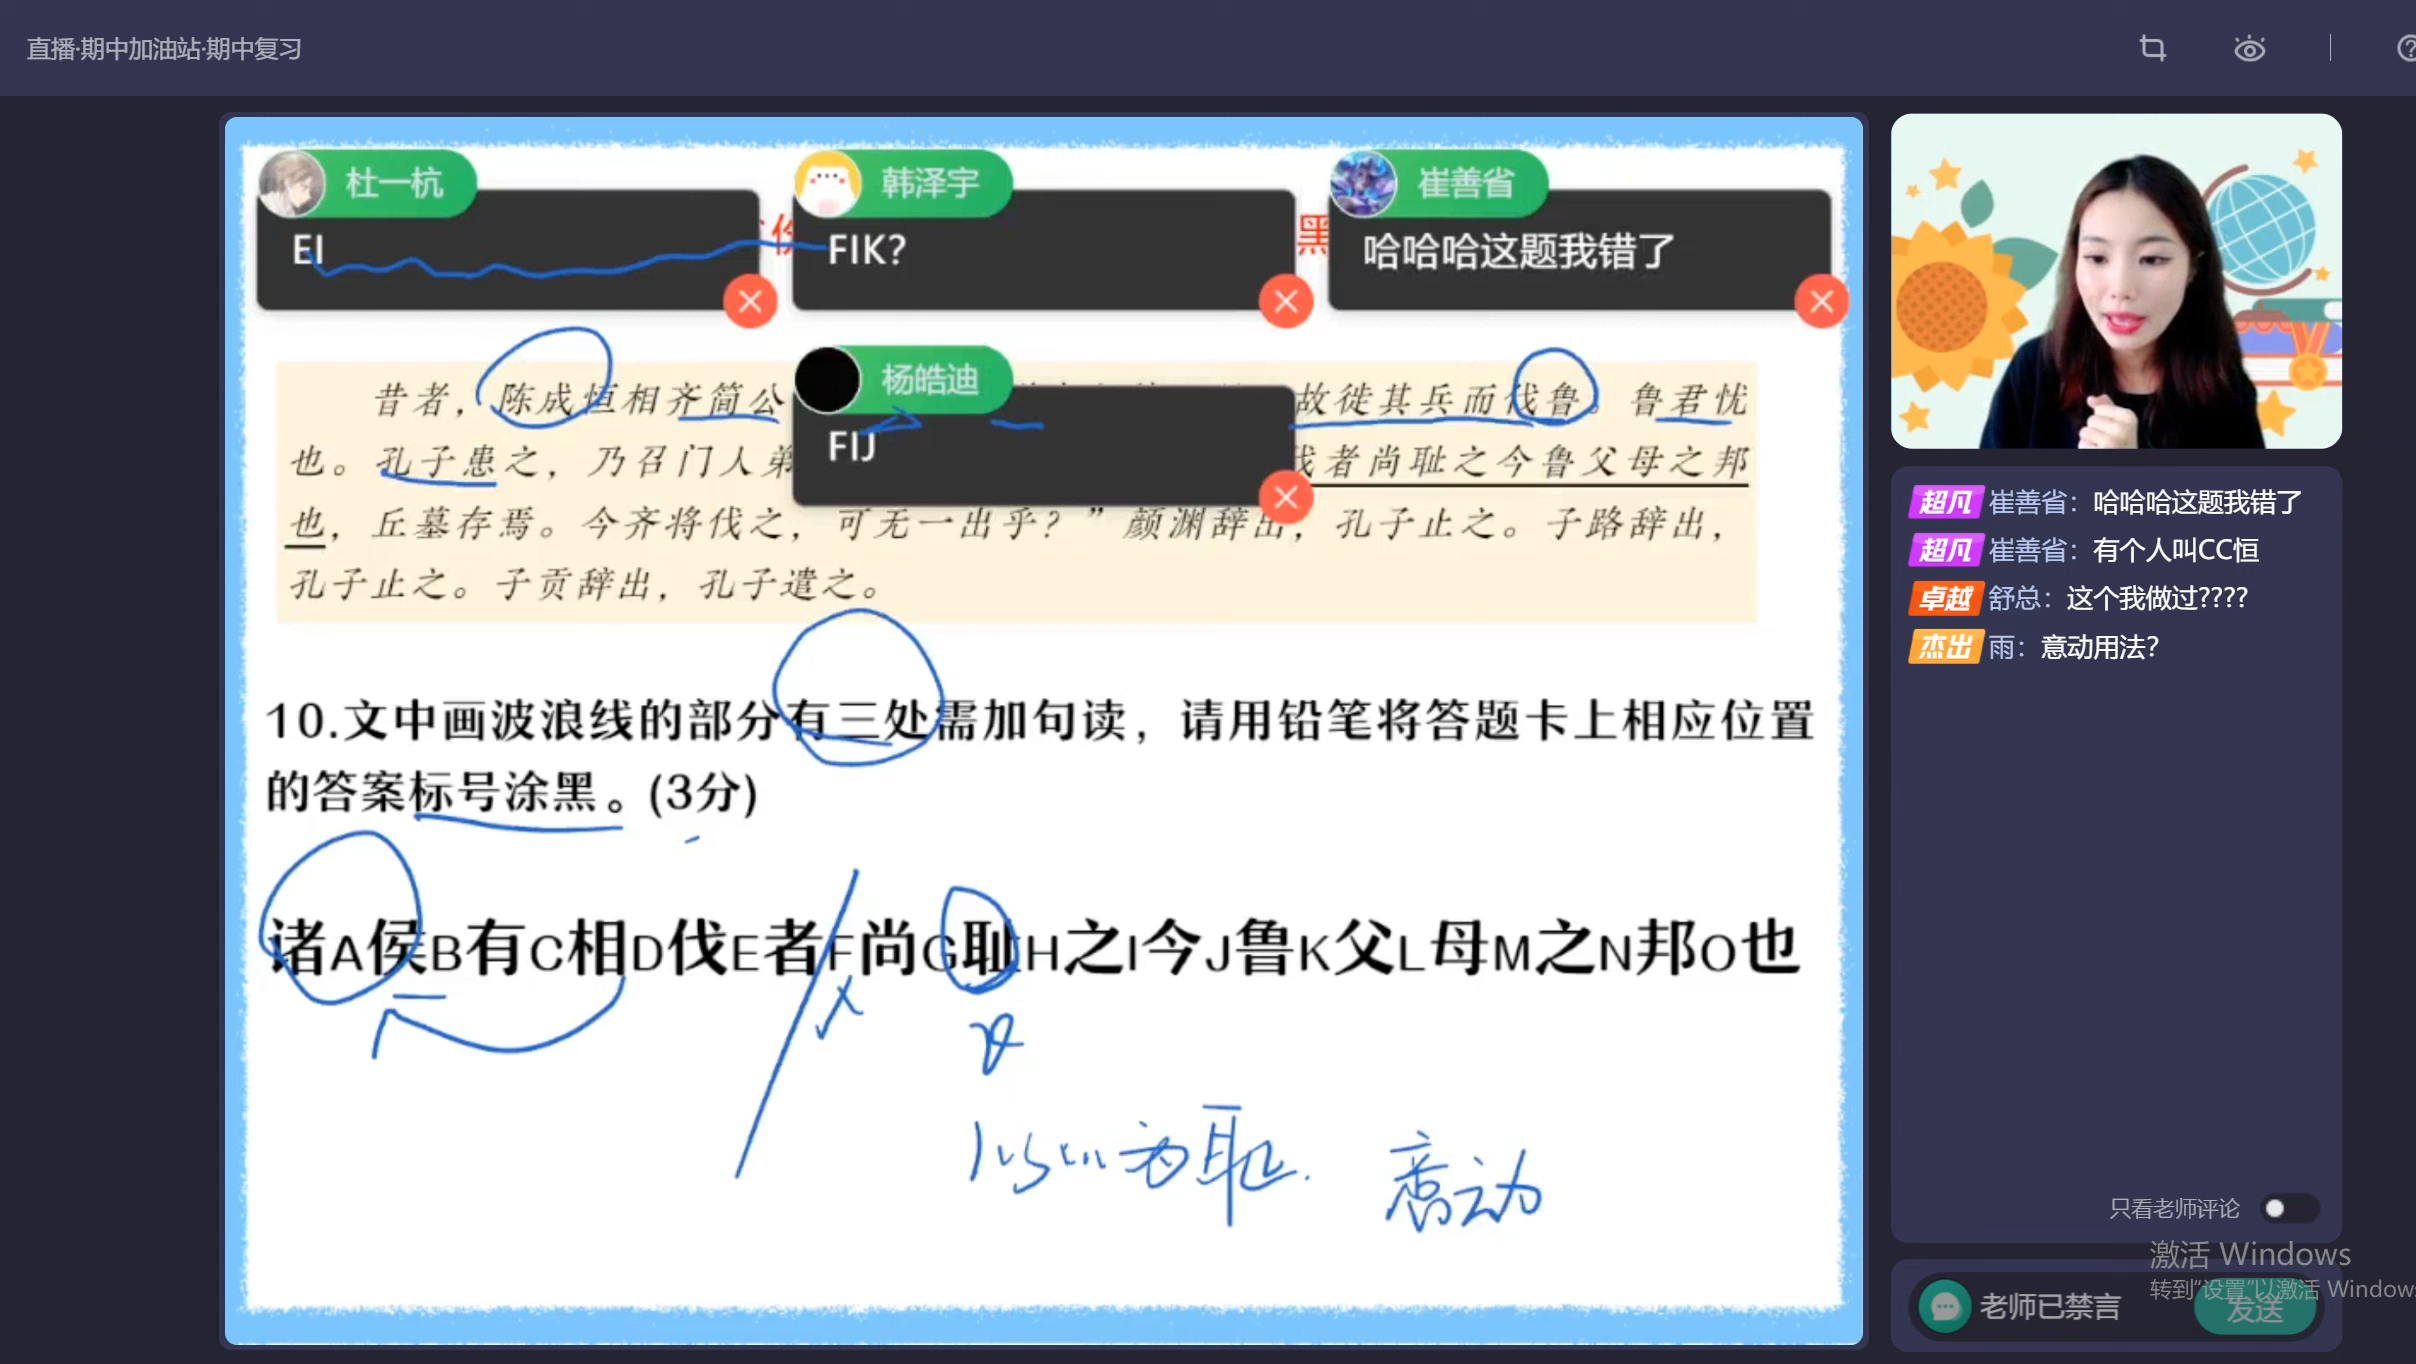 直播·期中加油站·期中复习
杜一杭
韩泽宇
崔善省
EI
FIK?
哈哈哈这题我错了
黑
杨皓迪
FIJ
昔者，陈成恒相齐简公
故徙其兵而伐鲁。鲁君忧
也。孔子患之，乃召门人弟
者尚耻之今鲁父母之邦
也，丘墓存焉。今齐将伐之，可无一出乎？”颜渊辞出，孔子止之。子路辞出，
孔子止之。子贡辞出，孔子遣之。
10.文中画波浪线的部分有三处需加句读，请用铅笔将答题卡上相应位置
的答案标号涂黑。(3分)
诸A侯B有C相D伐E者F尚G耻H之I今J鲁K父L母M之N邦O也
以…为耻. 意动
超凡 崔善省：哈哈哈这题我错了
超凡 崔善省：有个人叫CC恒
卓越 舒总：这个我做过????
杰出 雨：意动用法?
只看老师评论
激活 Windows
转到“设置”以激活 Windows
老师已禁言
发送